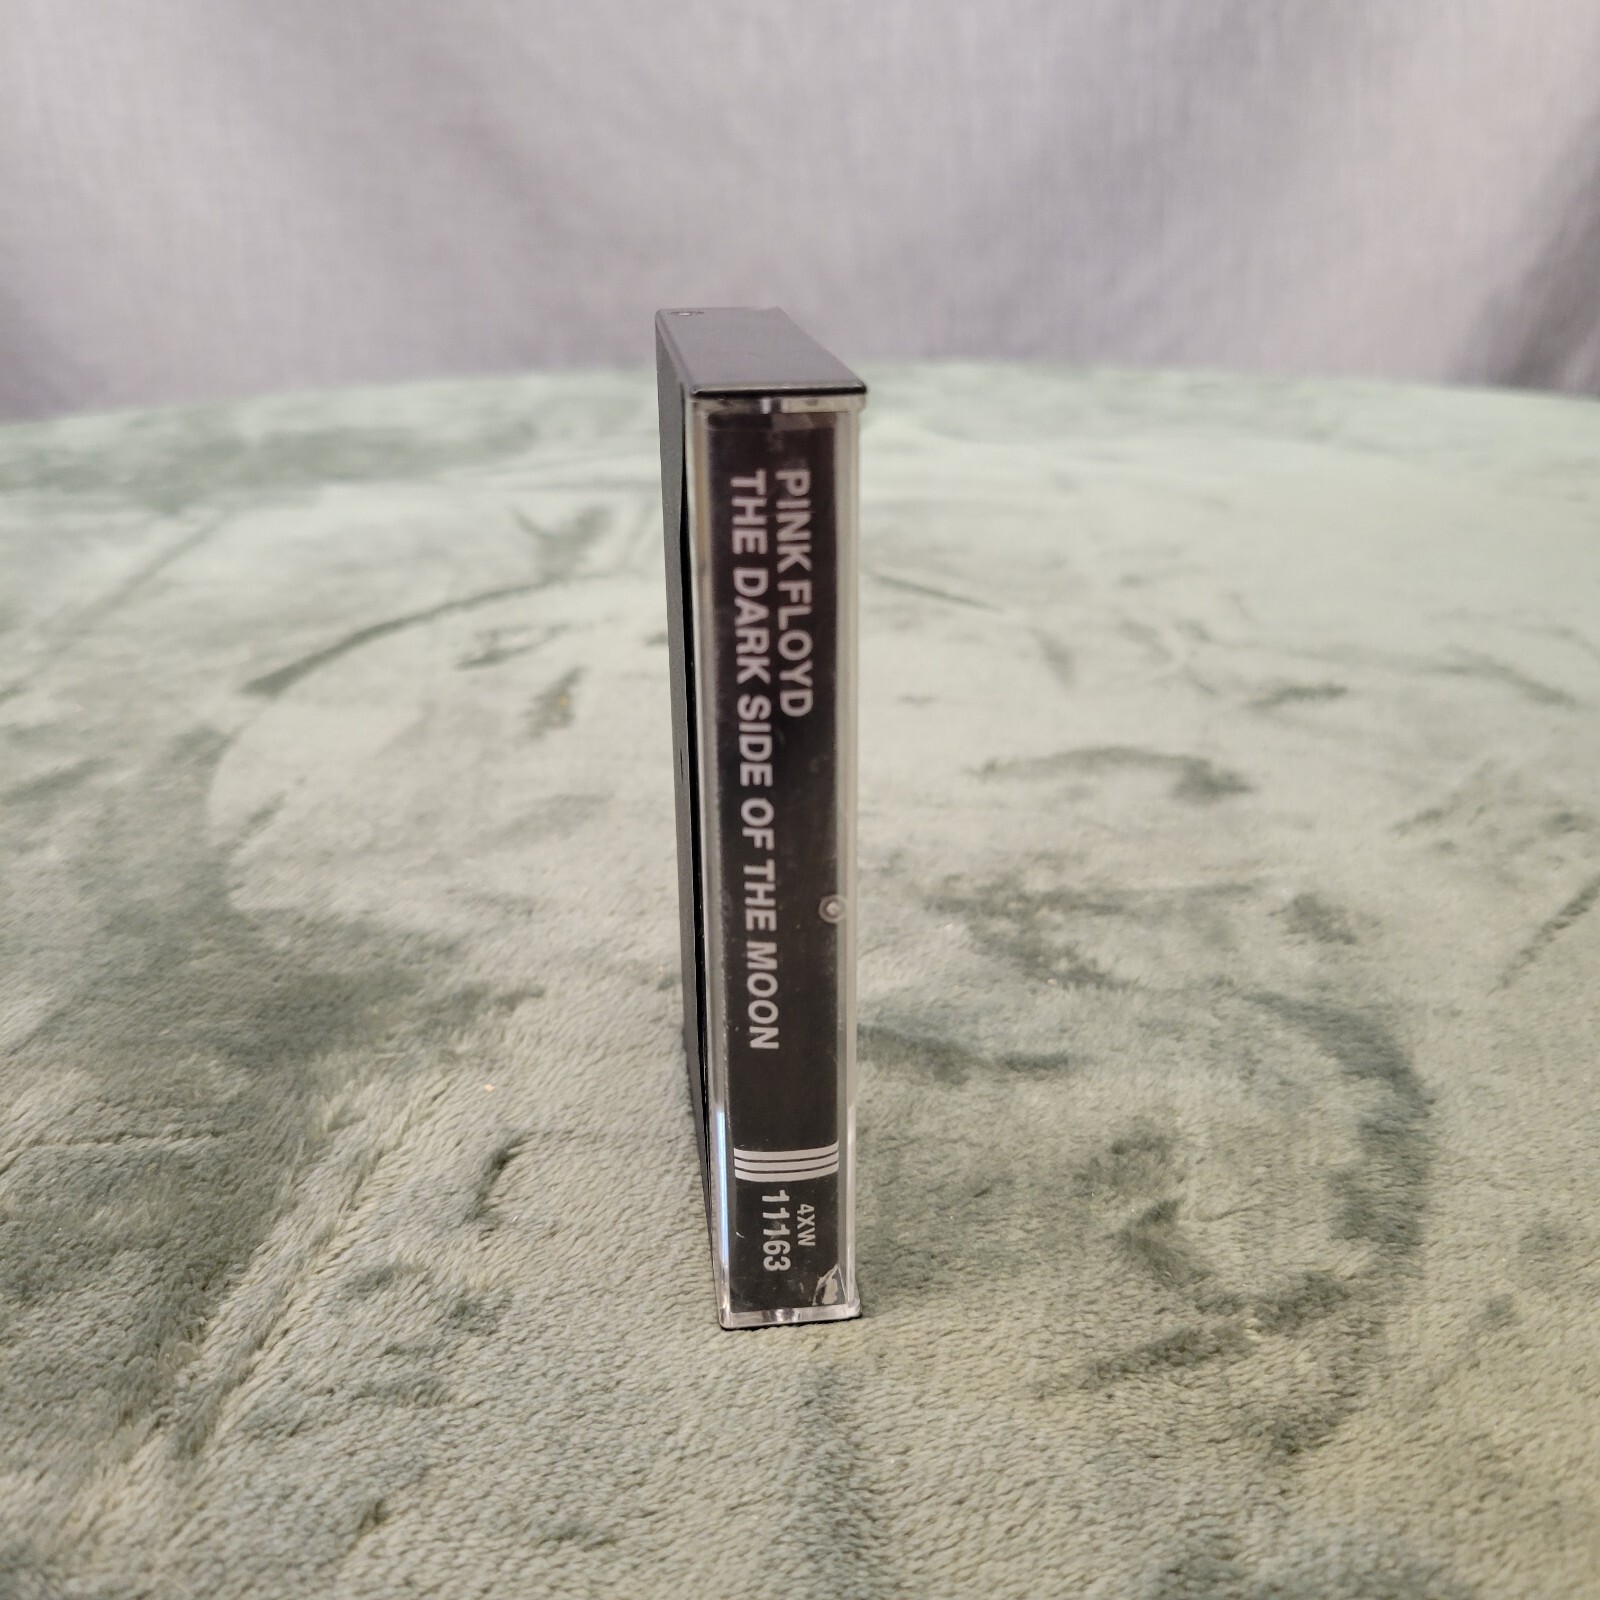 PINK FLOYD
THE DARK SIDE OF THE MOON
4XW
11163